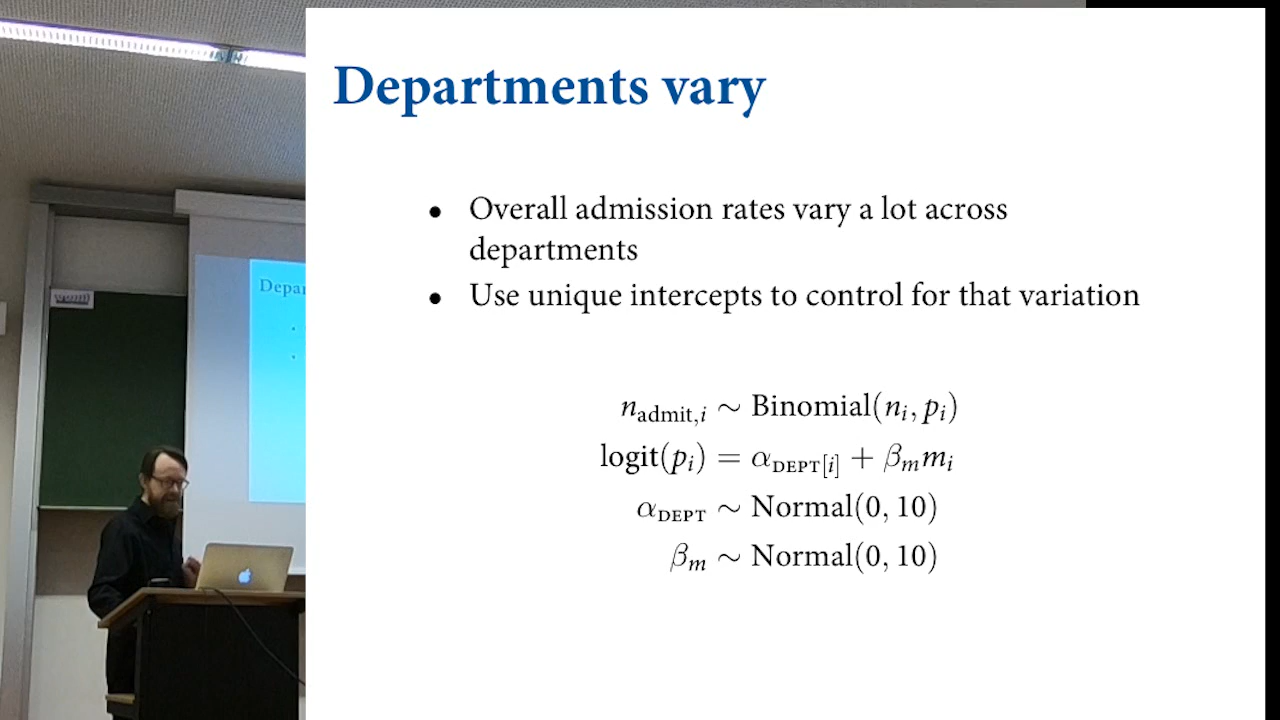 Departments vary
• Overall admission rates vary a lot across
departments
• Use unique intercepts to control for that variation
n_admit,i ∼ Binomial(n_i, p_i)
logit(p_i) = α_DEPT[i] + β_m m_i
α_DEPT ∼ Normal(0, 10)
β_m ∼ Normal(0, 10)
Depar